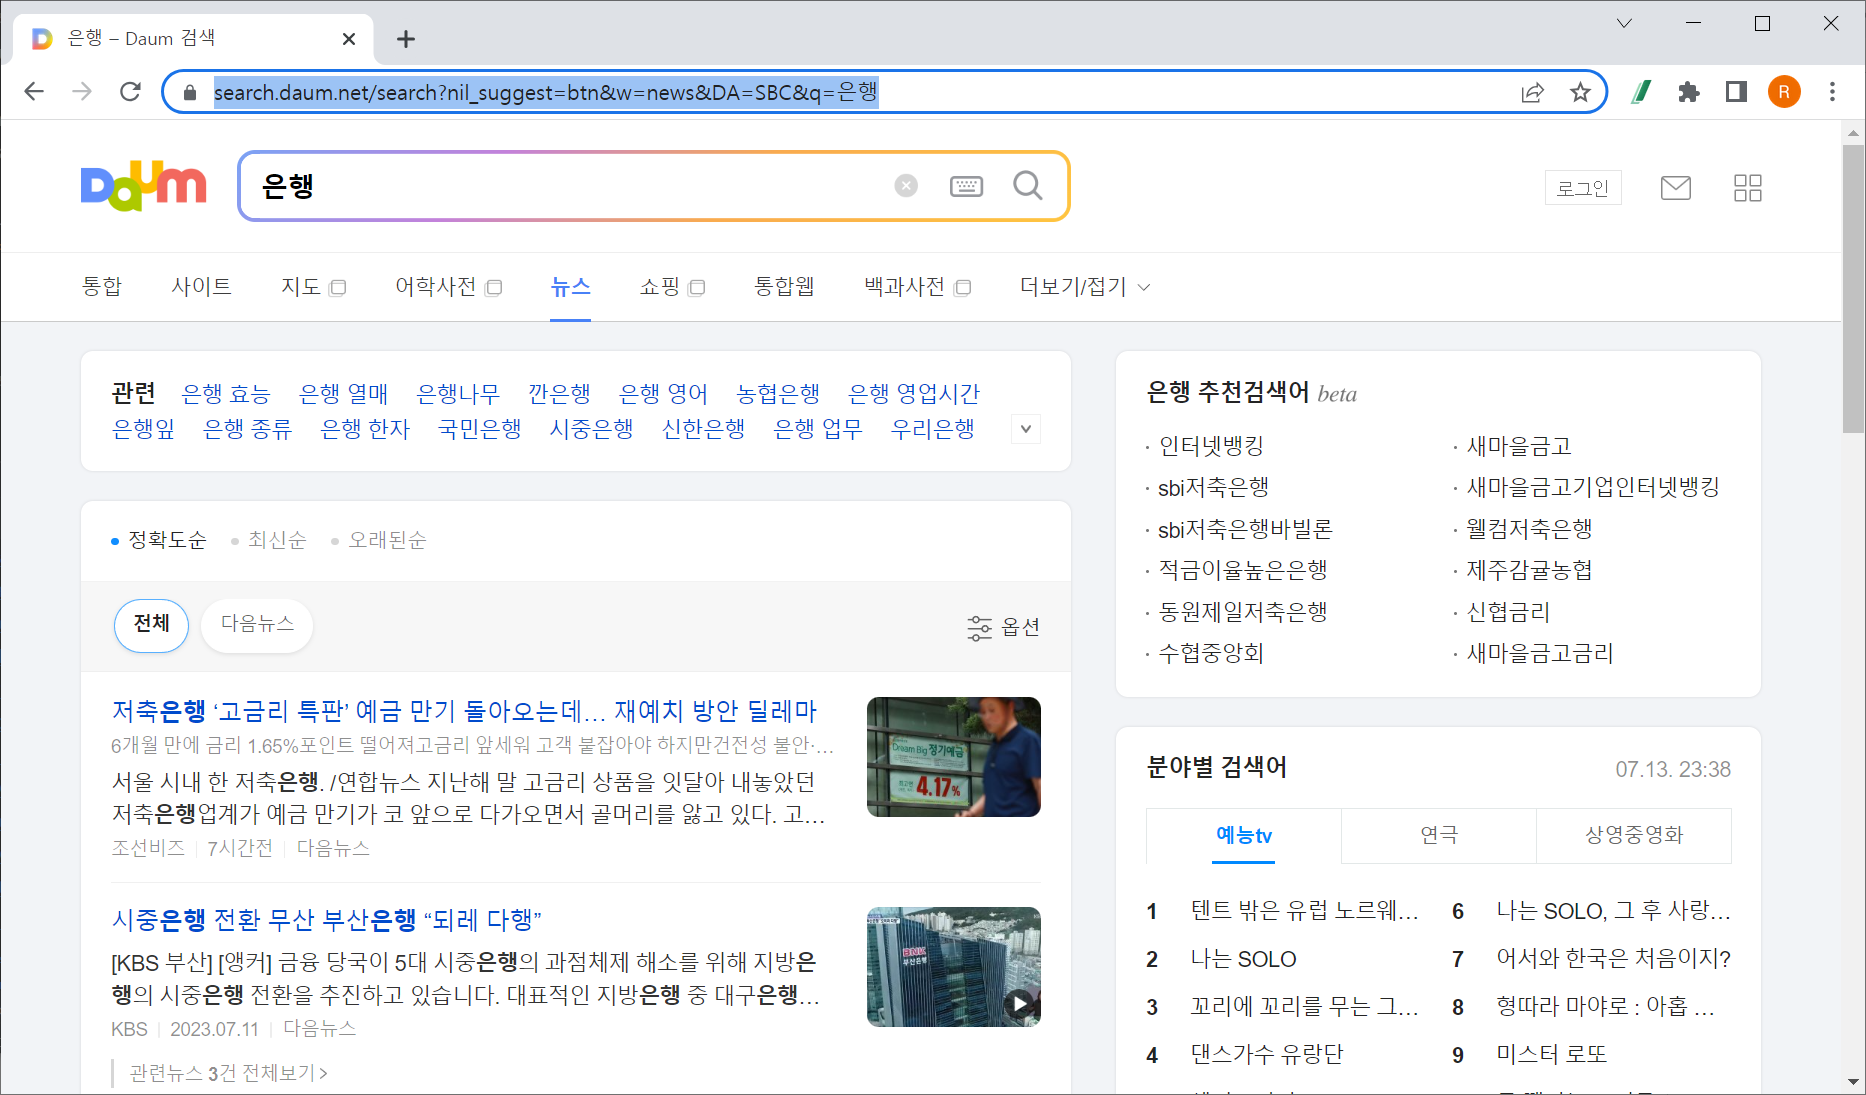 은행 – Daum 검색
search.daum.net/search?nil_suggest=btn&w=news&DA=SBC&q=은행
R
Daum
은행
로그인
통합 사이트 지도 어학사전 뉴스 쇼핑 통합웹 백과사전 더보기/접기
관련 은행 효능 은행 열매 은행나무 깐은행 은행 영어 농협은행 은행 영업시간
은행잎 은행 종류 은행 한자 국민은행 시중은행 신한은행 은행 업무 우리은행
정확도순 최신순 오래된순
전체 다음뉴스 옵션
저축은행 ‘고금리 특판’ 예금 만기 돌아오는데… 재예치 방안 딜레마
6개월 만에 금리 1.65%포인트 떨어져고금리 앞세워 고객 붙잡아야 하지만건전성 불안·...
서울 시내 한 저축은행. /연합뉴스 지난해 말 고금리 상품을 잇달아 내놓았던
저축은행업계가 예금 만기가 코 앞으로 다가오면서 골머리를 앓고 있다. 고...
조선비즈 7시간전 다음뉴스
Dream Big 정기예금
4.17%
시중은행 전환 무산 부산은행 “되레 다행”
[KBS 부산] [앵커] 금융 당국이 5대 시중은행의 과점체제 해소를 위해 지방은
행의 시중은행 전환을 추진하고 있습니다. 대표적인 지방은행 중 대구은행...
KBS 2023.07.11 다음뉴스
BNK
부산은행
관련뉴스 3건 전체보기 >
은행 추천검색어 beta
· 인터넷뱅킹 · 새마을금고
· sbi저축은행 · 새마을금고기업인터넷뱅킹
· sbi저축은행바빌론 · 웰컴저축은행
· 적금이율높은은행 · 제주감귤농협
· 동원제일저축은행 · 신협금리
· 수협중앙회 · 새마을금고금리
분야별 검색어 07.13. 23:38
예능tv 연극 상영중영화
1 텐트 밖은 유럽 노르웨... 6 나는 SOLO, 그 후 사랑...
2 나는 SOLO 7 어서와 한국은 처음이지?
3 꼬리에 꼬리를 무는 그... 8 형따라 마야로 : 아홉 ...
4 댄스가수 유랑단 9 미스터 로또